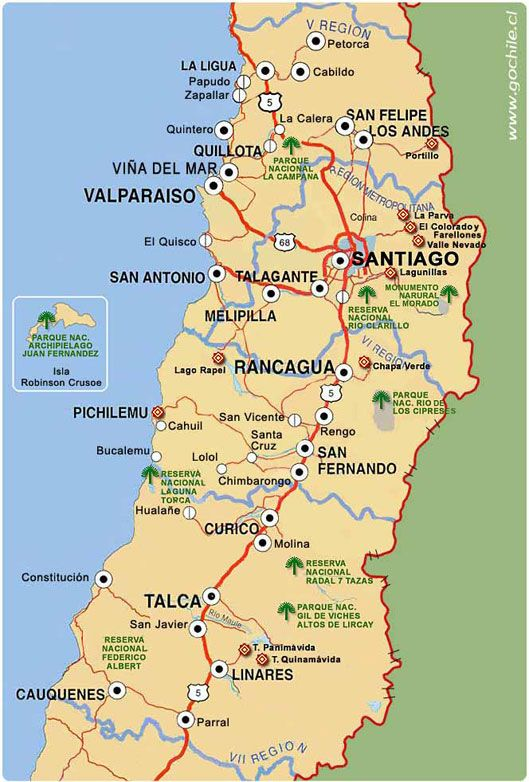 www.gochile.cl
V REGION
Petorca
LA LIGUA
Papudo
Cabildo
Zapallar
5
La Calera
SAN FELIPE
Quintero
LOS ANDES
QUILLOTA
Portillo
PARQUE
NACIONAL
LA CAMPANA
VIÑA DEL MAR
VALPARAISO
REGION METROPOLITANA
La Parva
Colina
El Colorado y
Farellones
El Quisco
68
Valle Nevado
SANTIAGO
SAN ANTONIO
TALAGANTE
Lagunillas
MONUMENTO
NARURAL
EL MORADO
MELIPILLA
RESERVA
NACIONAL
RIO CLARILLO
PARQUE NAC.
ARCHIPIELAGO
JUAN FERNANDEZ
Isla
Robinson Crusoe
VI REGION
Lago Rapel
RANCAGUA
Chapa Verde
5
PARQUE
NAC. RIO DE
LOS CIPRESES
PICHILEMU
Cahuil
San Vicente
Rengo
Santa
Cruz
Bucalemu
Lolol
SAN
FERNANDO
Chimbarongo
RESERVA
NACIONAL
LAGUNA
TORCA
Hualañe
CURICO
Molina
RESERVA
NACIONAL
RADAL 7 TAZAS
Constitución
TALCA
PARQUE NAC.
GIL DE VICHES
ALTOS DE LIRCAY
Rio Maule
San Javier
RESERVA
NACIONAL
FEDERICO
ALBERT
T. Panimávida
T. Quinamávida
LINARES
CAUQUENES
5
Parral
VII REGION